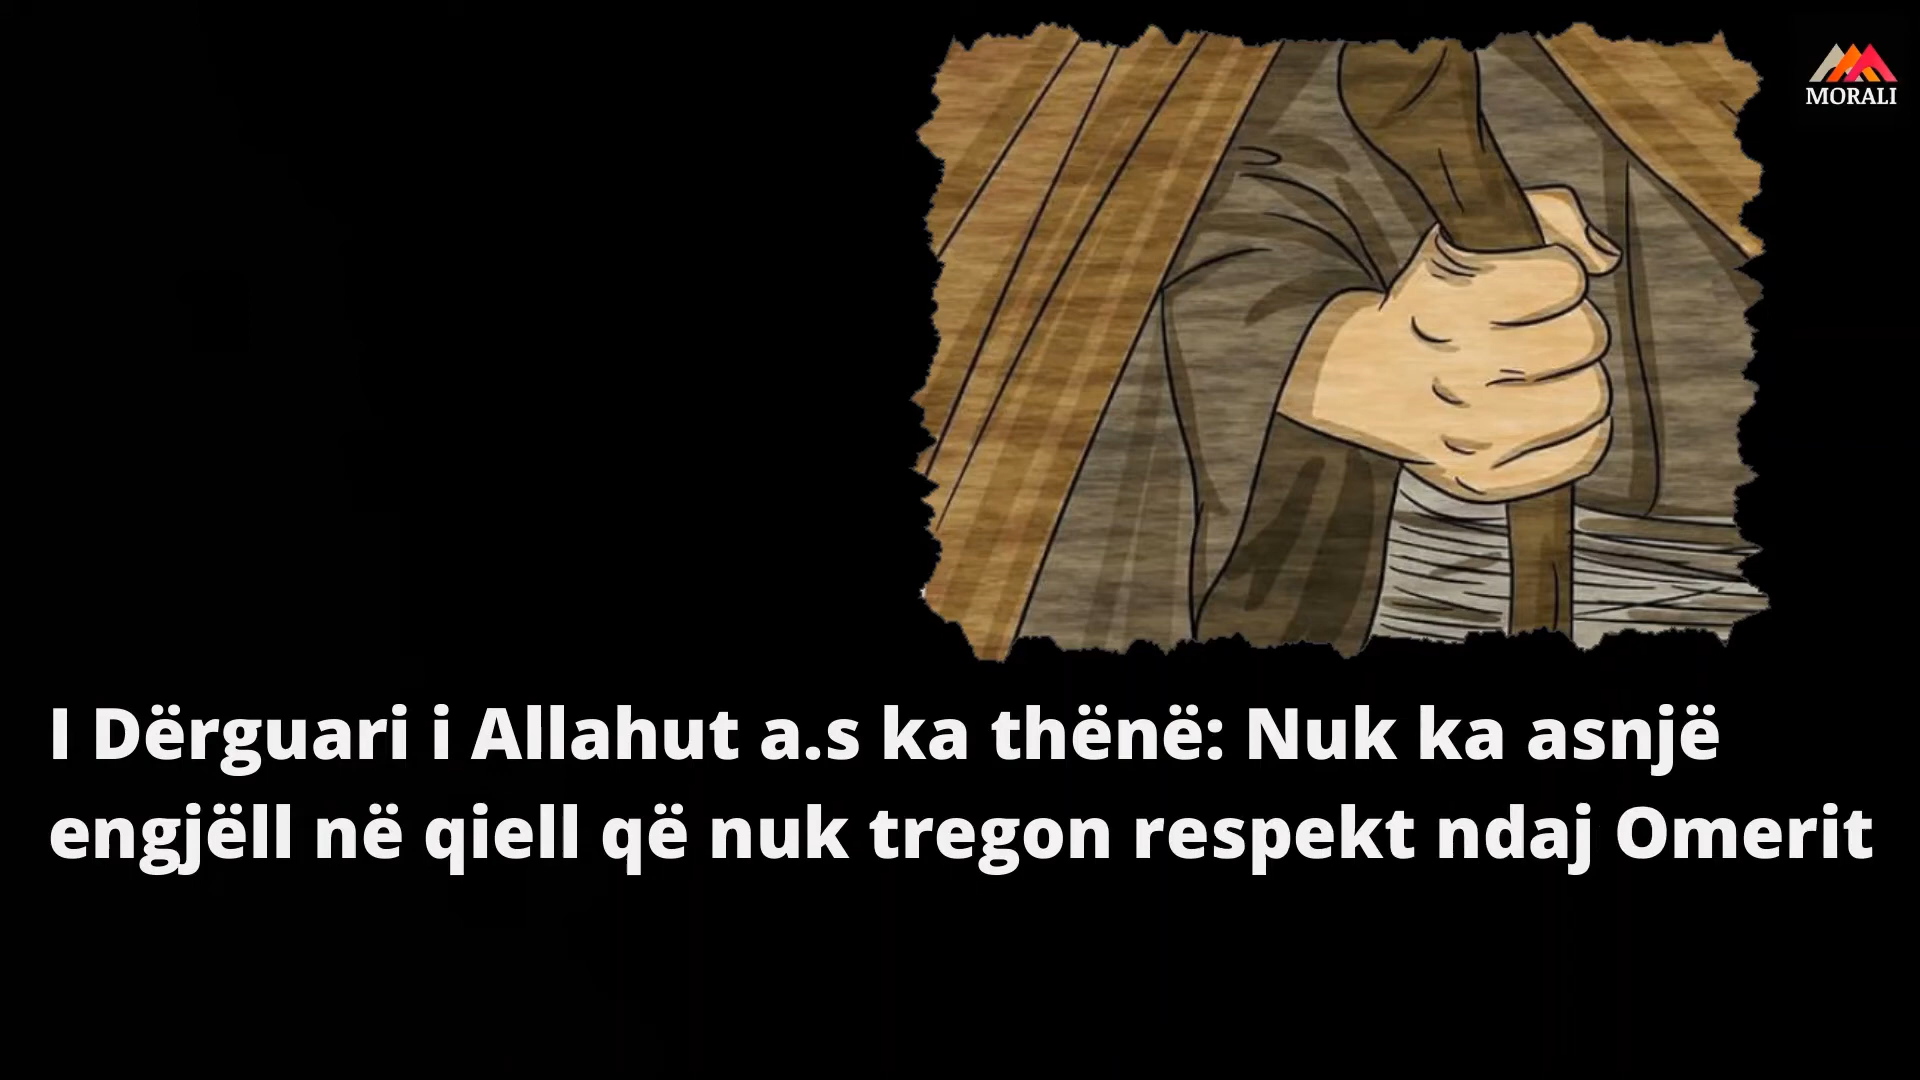 MORALI
I Dërguari i Allahut a.s ka thënë: Nuk ka asnjë
engjëll në qiell që nuk tregon respekt ndaj Omerit